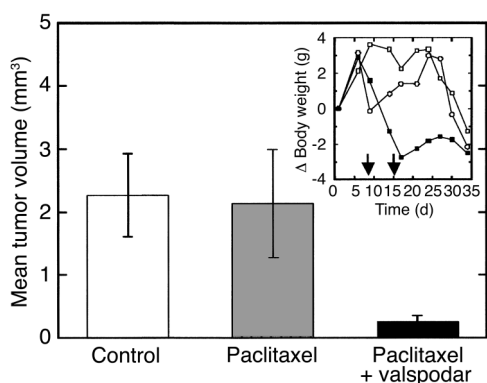 Mean tumor volume (mm³)
5
4
3
2
1
0
Control
Paclitaxel
Paclitaxel
+ valspodar
Δ Body weight (g)
4
2
0
-2
-4
0 5 10 15 20 25 30 35
Time (d)